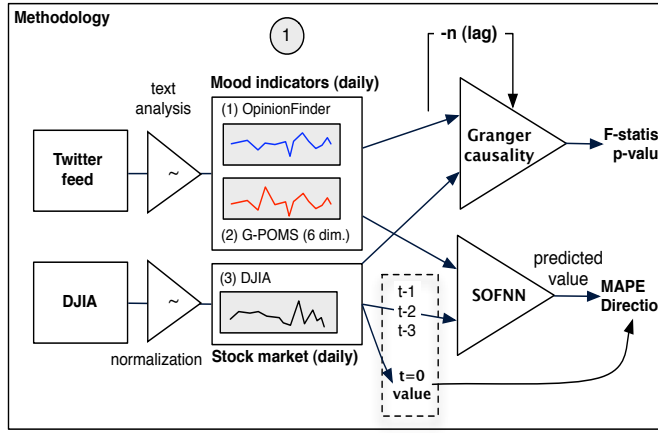 Methodology
1
-n (lag)
text
analysis
Mood indicators (daily)
(1) OpinionFinder
Twitter
feed
~
Granger
causality
F-statis
p-valu
(2) G-POMS (6 dim.)
DJIA
~
(3) DJIA
normalization
Stock market (daily)
t-1
t-2
t-3
t=0
value
SOFNN
predicted
value
MAPE
Direction